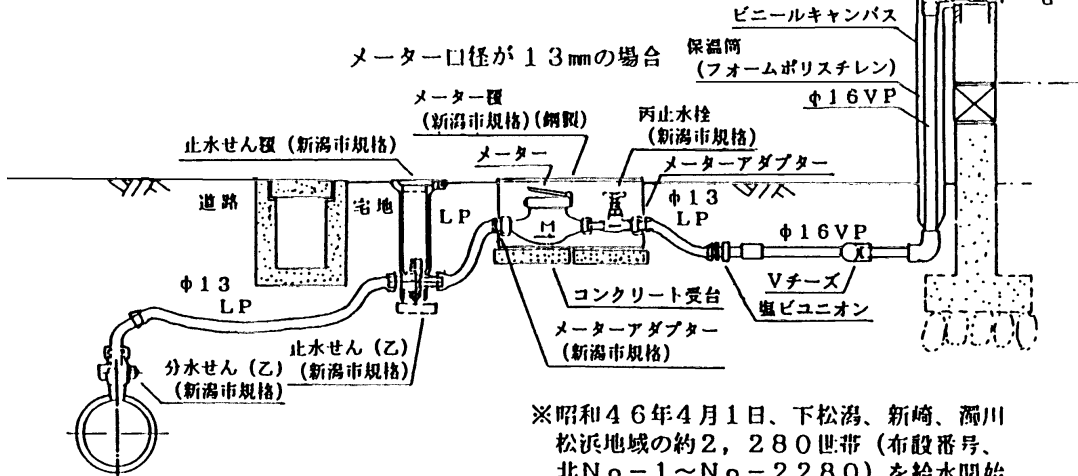 ビニールキャンバス
メーター口径が13㎜の場合
保温筒
(フォームポリスチレン)
φ16VP
メーター覆
(新潟市規格)(鋼製)
丙止水栓
(新潟市規格)
止水せん覆(新潟市規格)
メーター
メーターアダプター
道路
宅地
LP
φ13
LP
M
φ16VP
φ13
LP
Vチーズ
コンクリート受台
塩ビユニオン
メーターアダプター
(新潟市規格)
止水せん(乙)
(新潟市規格)
分水せん(乙)
(新潟市規格)
※昭和46年4月1日、下松潟、新崎、濁川
松浜地域の約2,280世帯(布設番号、
北No-1~No-2280)を給水開始